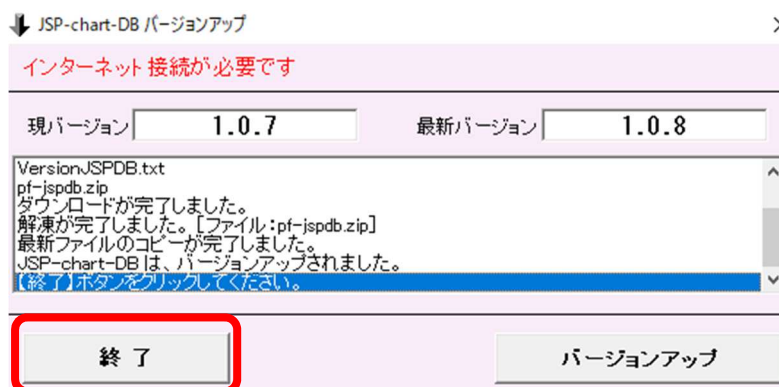 JSP-chart-DB バージョンアップ
インターネット接続が必要です
現バージョン 1.0.7 最新バージョン 1.0.8
VersionJSPDB.txt
pf-jspdb.zip
ダウンロードが完了しました。
解凍が完了しました。[ファイル:pf-jspdb.zip]
最新ファイルのコピーが完了しました。
JSP-chart-DB は、バージョンアップされました。
【終了】ボタンをクリックしてください。
終 了 バージョンアップ